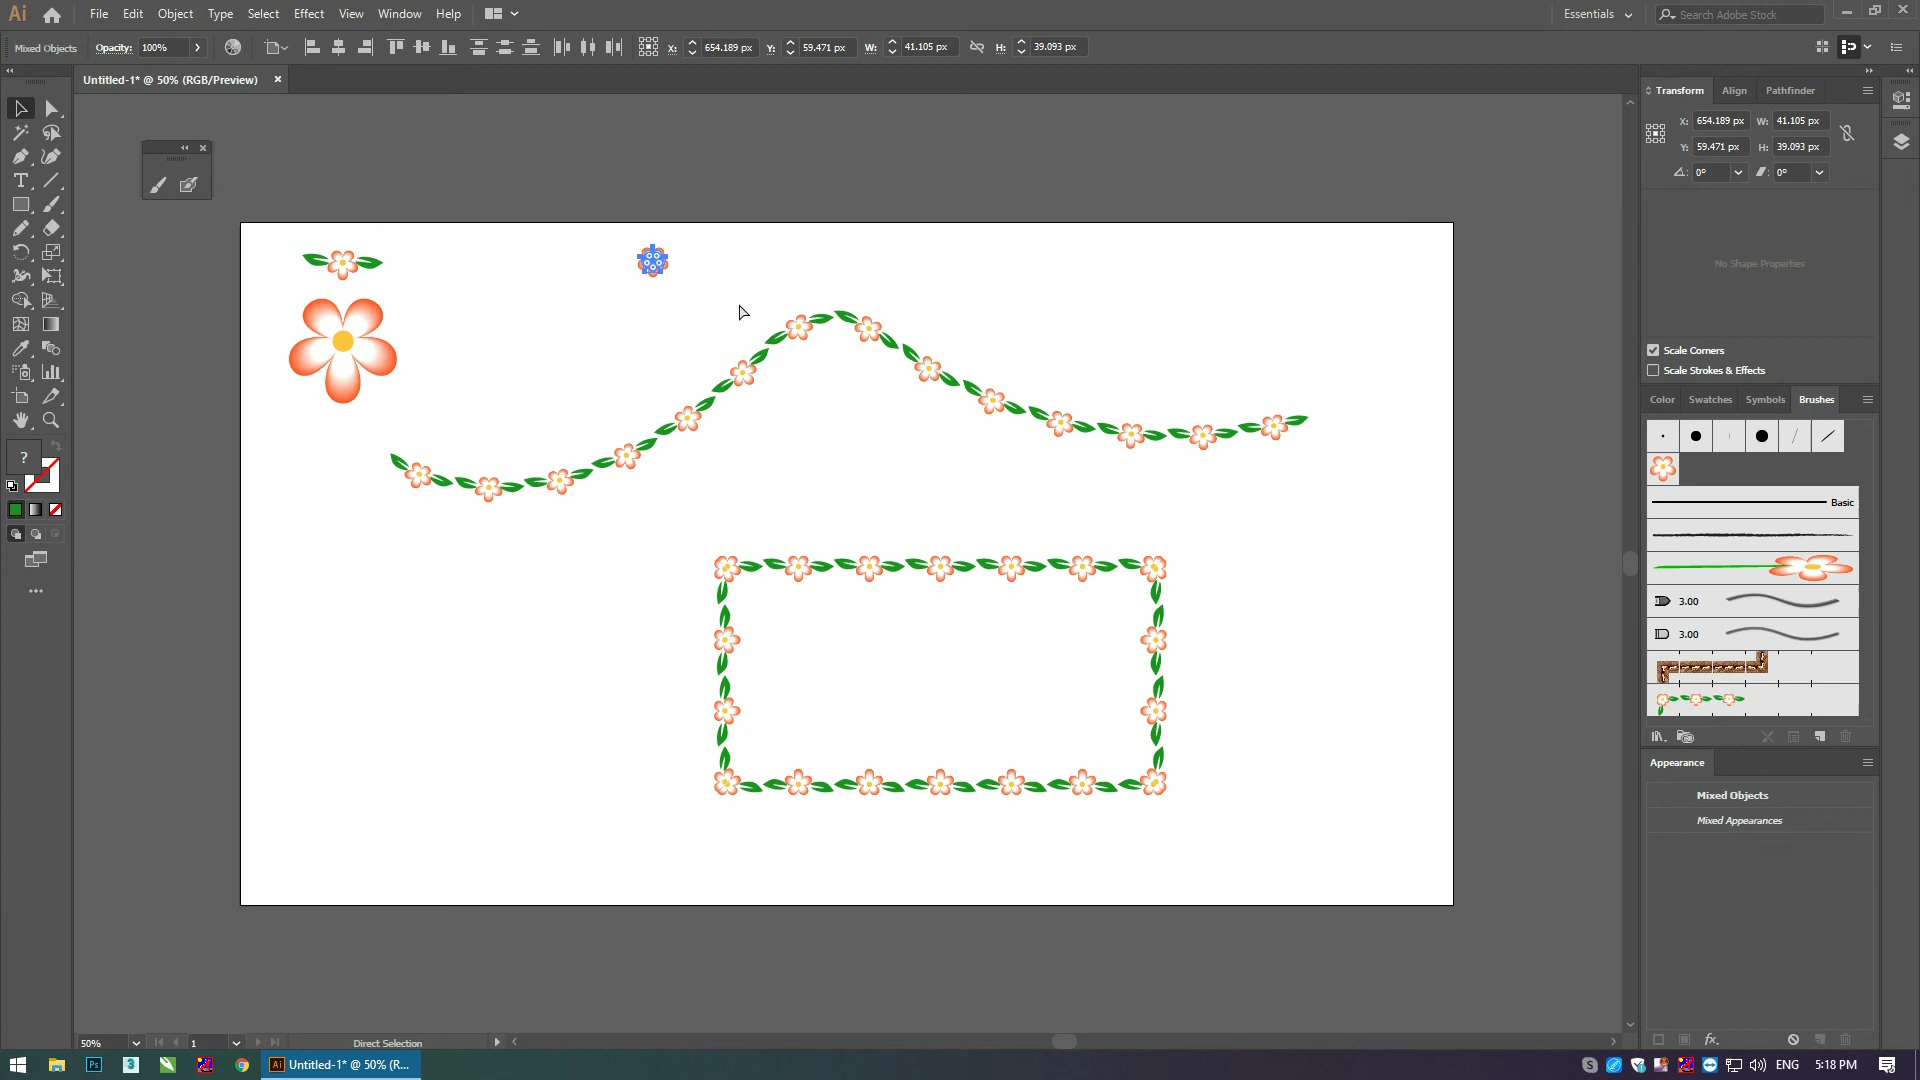 Ai File Edit Object Select Type Effect View Window Help Essentials Search Adobe Stock
Mixed Objects Opacity: 100% X: 654.189 px Y: 59.471 px W: 41.105 px H: 39.093 px
Untitled-1* @ 50% (RGB/Preview)
Transform Align Pathfinder
X: 654.189 px W: 41.105 px
Y: 59.471 px H: 39.093 px
0° 0°
No Shape Properties
Scale Corners
Scale Strokes & Effects
Color Swatches Symbols Brushes
?
Basic
3.00
3.00
Appearance
Mixed Objects
Mixed Appearances
fx
50% 1 Direct Selection
Ps 3 Ai Untitled-1* @ 50% (R... S ENG 5:18 PM